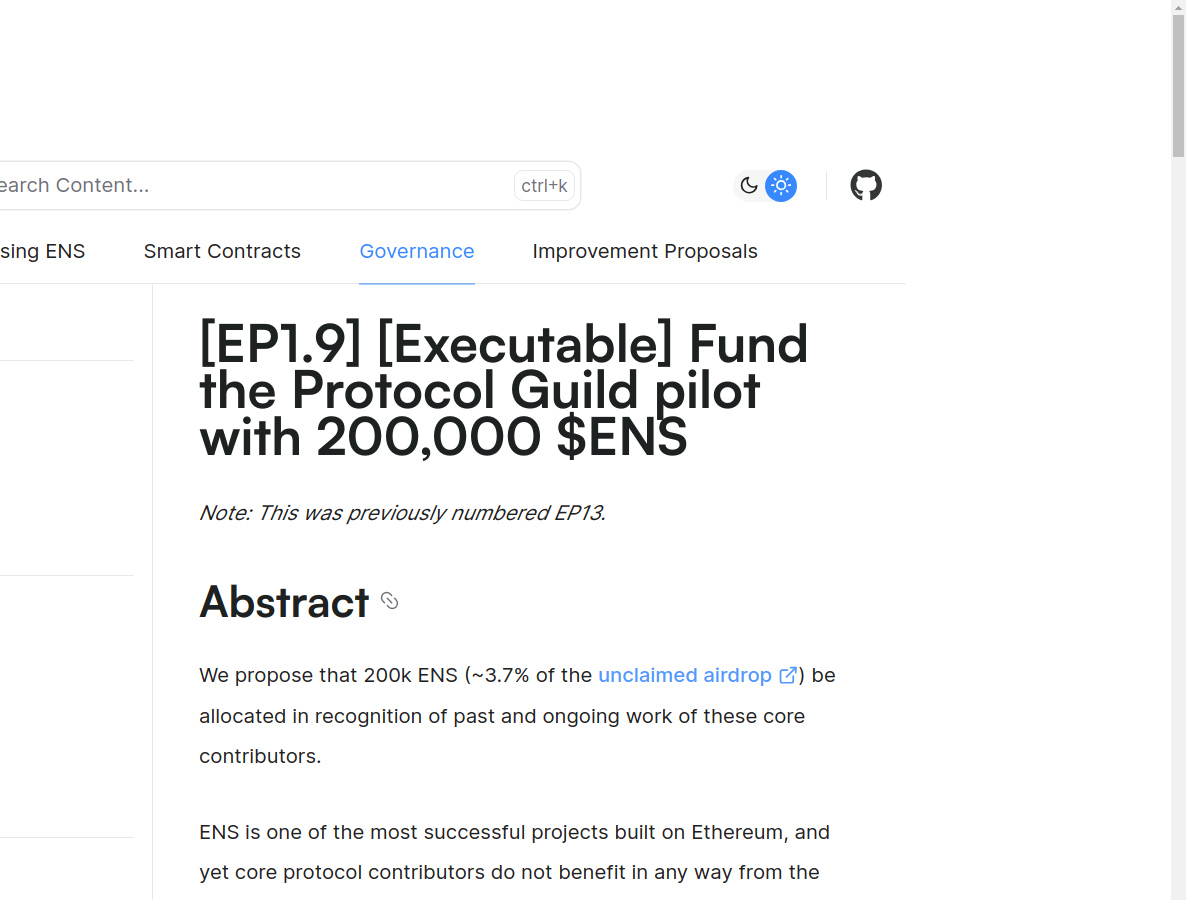 earch Content...
ctrl+k
sing ENS
Smart Contracts
Governance
Improvement Proposals
[EP1.9] [Executable] Fund
the Protocol Guild pilot
with 200,000 $ENS
Note: This was previously numbered EP13.
Abstract
We propose that 200k ENS (~3.7% of the unclaimed airdrop) be
allocated in recognition of past and ongoing work of these core
contributors.
ENS is one of the most successful projects built on Ethereum, and
yet core protocol contributors do not benefit in any way from the